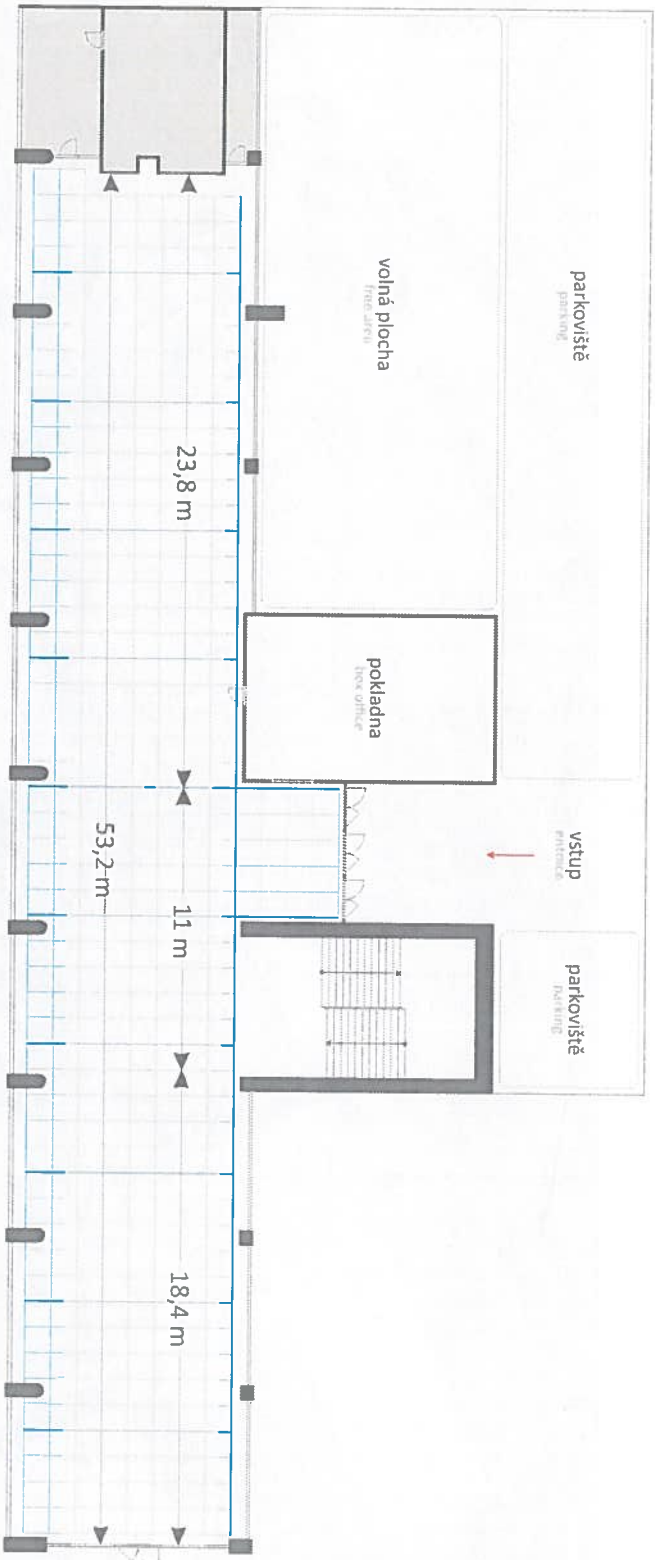 parkoviště
parking
volná plocha
free area
23,8 m
pokladna
box office
vstup
entrance
53,2 m
11 m
parkoviště
parking
18,4 m